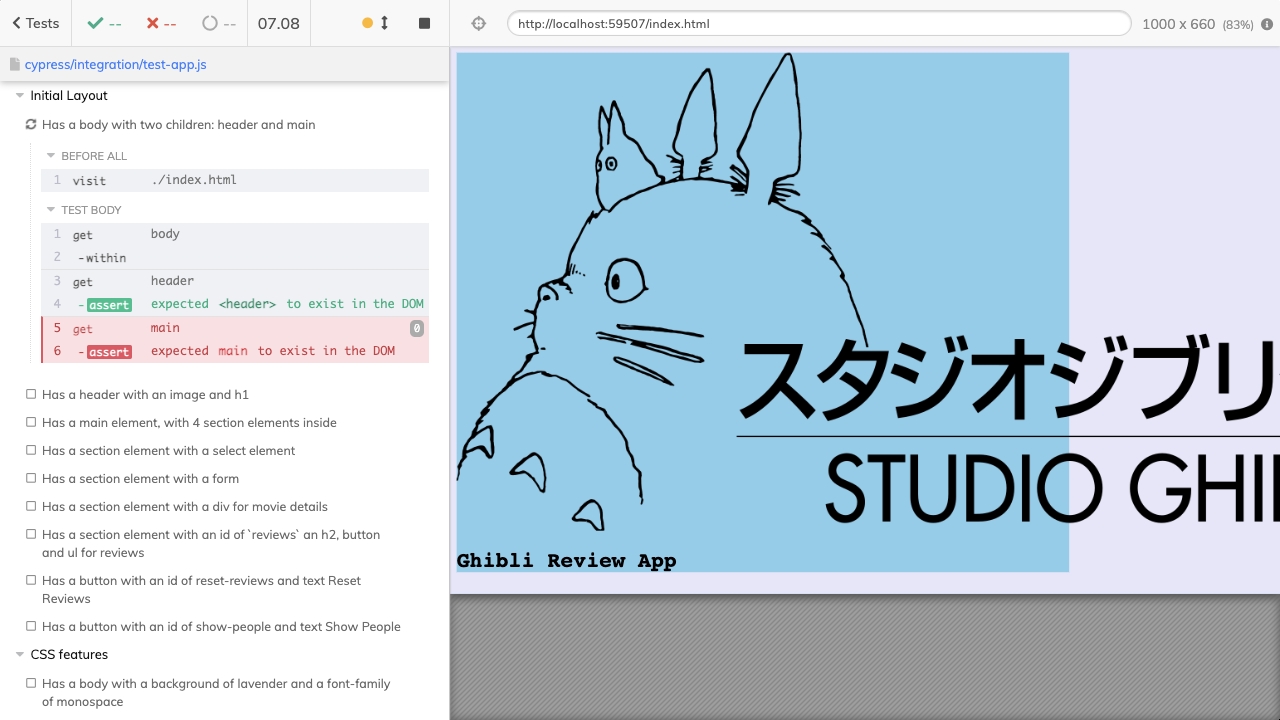 Tests
--
--
--
07.08
http://localhost:59507/index.html
1000 x 660 (83%)
cypress/integration/test-app.js
Initial Layout
Has a body with two children: header and main
BEFORE ALL
1 visit ./index.html
TEST BODY
1 get body
2 -within
3 get header
4 -assert expected <header> to exist in the DOM
5 get main 0
6 -assert expected main to exist in the DOM
Has a header with an image and h1
Has a main element, with 4 section elements inside
Has a section element with a select element
Has a section element with a form
Has a section element with a div for movie details
Has a section element with an id of `reviews` an h2, button
and ul for reviews
Has a button with an id of reset-reviews and text Reset
Reviews
Has a button with an id of show-people and text Show People
CSS features
Has a body with a background of lavender and a font-family
of monospace
スタジオジブリ
STUDIO GHI
Ghibli Review App